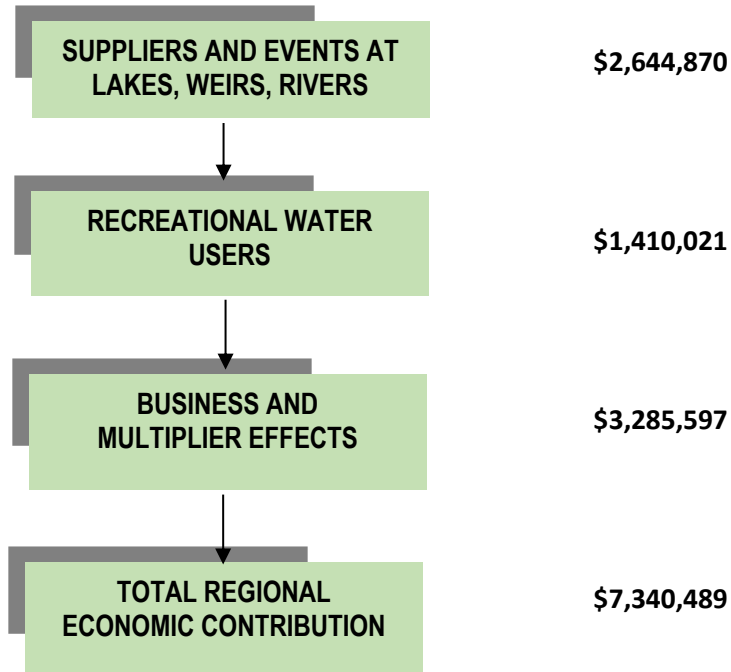 SUPPLIERS AND EVENTS AT
LAKES, WEIRS, RIVERS
$2,644,870
RECREATIONAL WATER
USERS
$1,410,021
BUSINESS AND
MULTIPLIER EFFECTS
$3,285,597
TOTAL REGIONAL
ECONOMIC CONTRIBUTION
$7,340,489